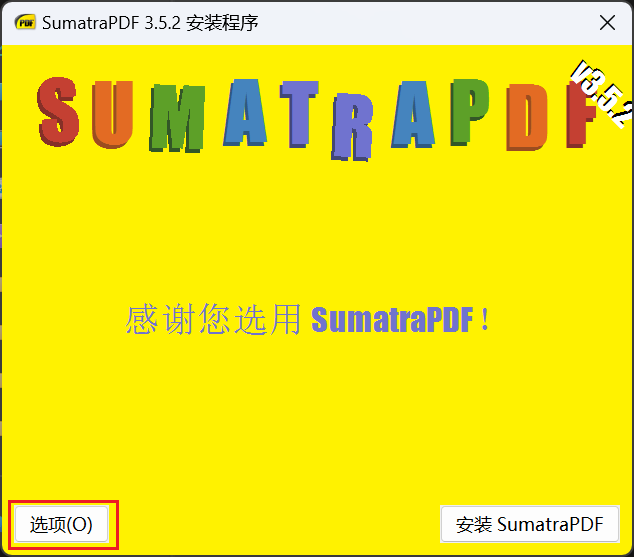 SumatraPDF 3.5.2 安装程序
SUMATRAPDF
v3.5.2
感谢您选用 SumatraPDF！
选项(O)
安装 SumatraPDF